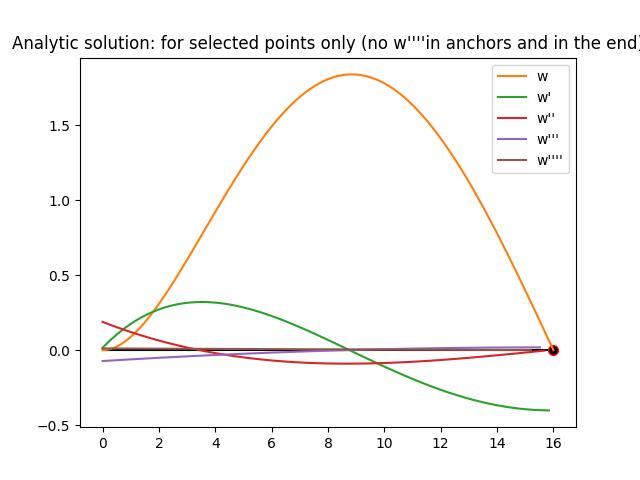 Analytic solution: for selected points only (no w''''in anchors and in the end)
w
w'
w''
w'''
w''''
1.5
1.0
0.5
0.0
−0.5
0 2 4 6 8 10 12 14 16